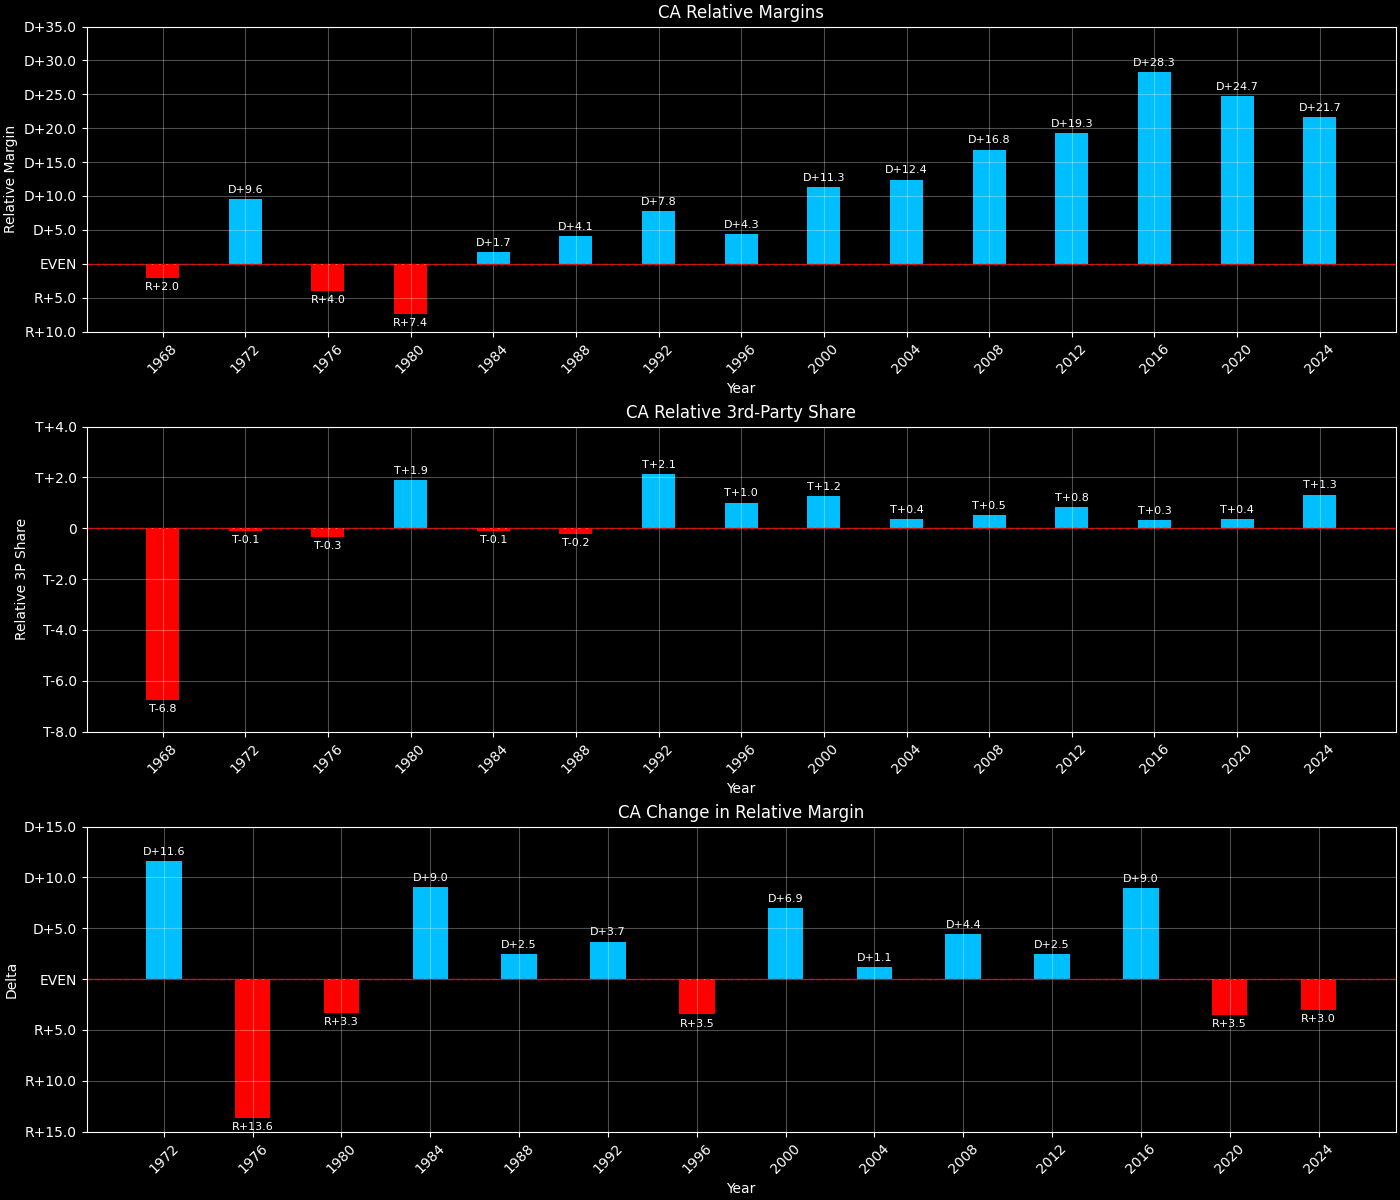 CA Relative Margins
Relative Margin
D+35.0
D+30.0
D+25.0
D+20.0
D+15.0
D+10.0
D+5.0
EVEN
R+5.0
R+10.0
R+2.0
D+9.6
R+4.0
R+7.4
D+1.7
D+4.1
D+7.8
D+4.3
D+11.3
D+12.4
D+16.8
D+19.3
D+28.3
D+24.7
D+21.7
1968 1972 1976 1980 1984 1988 1992 1996 2000 2004 2008 2012 2016 2020 2024
Year
CA Relative 3rd-Party Share
Relative 3P Share
T+4.0
T+2.0
0
T-2.0
T-4.0
T-6.0
T-8.0
T-6.8
T-0.1
T-0.3
T+1.9
T-0.1
T-0.2
T+2.1
T+1.0
T+1.2
T+0.4
T+0.5
T+0.8
T+0.3
T+0.4
T+1.3
1968 1972 1976 1980 1984 1988 1992 1996 2000 2004 2008 2012 2016 2020 2024
Year
CA Change in Relative Margin
Delta
D+15.0
D+10.0
D+5.0
EVEN
R+5.0
R+10.0
R+15.0
D+11.6
R+13.6
R+3.3
D+9.0
D+2.5
D+3.7
R+3.5
D+6.9
D+1.1
D+4.4
D+2.5
D+9.0
R+3.5
R+3.0
1972 1976 1980 1984 1988 1992 1996 2000 2004 2008 2012 2016 2020 2024
Year